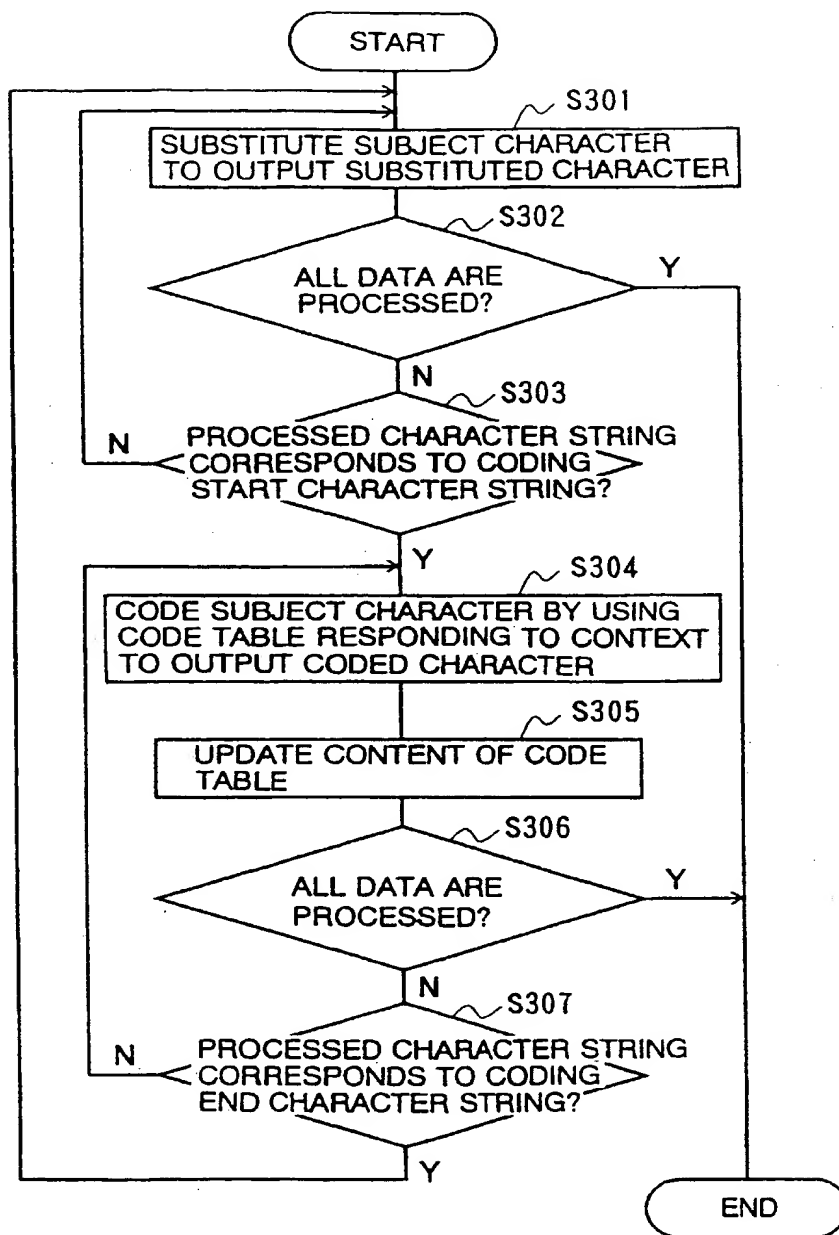 START
S301
SUBSTITUTE SUBJECT CHARACTER
TO OUTPUT SUBSTITUTED CHARACTER
S302
ALL DATA ARE
PROCESSED?
Y
N
S303
PROCESSED CHARACTER STRING
CORRESPONDS TO CODING
START CHARACTER STRING?
N
Y
S304
CODE SUBJECT CHARACTER BY USING
CODE TABLE RESPONDING TO CONTEXT
TO OUTPUT CODED CHARACTER
S305
UPDATE CONTENT OF CODE
TABLE
S306
ALL DATA ARE
PROCESSED?
Y
N
S307
PROCESSED CHARACTER STRING
CORRESPONDS TO CODING
END CHARACTER STRING?
N
Y
END